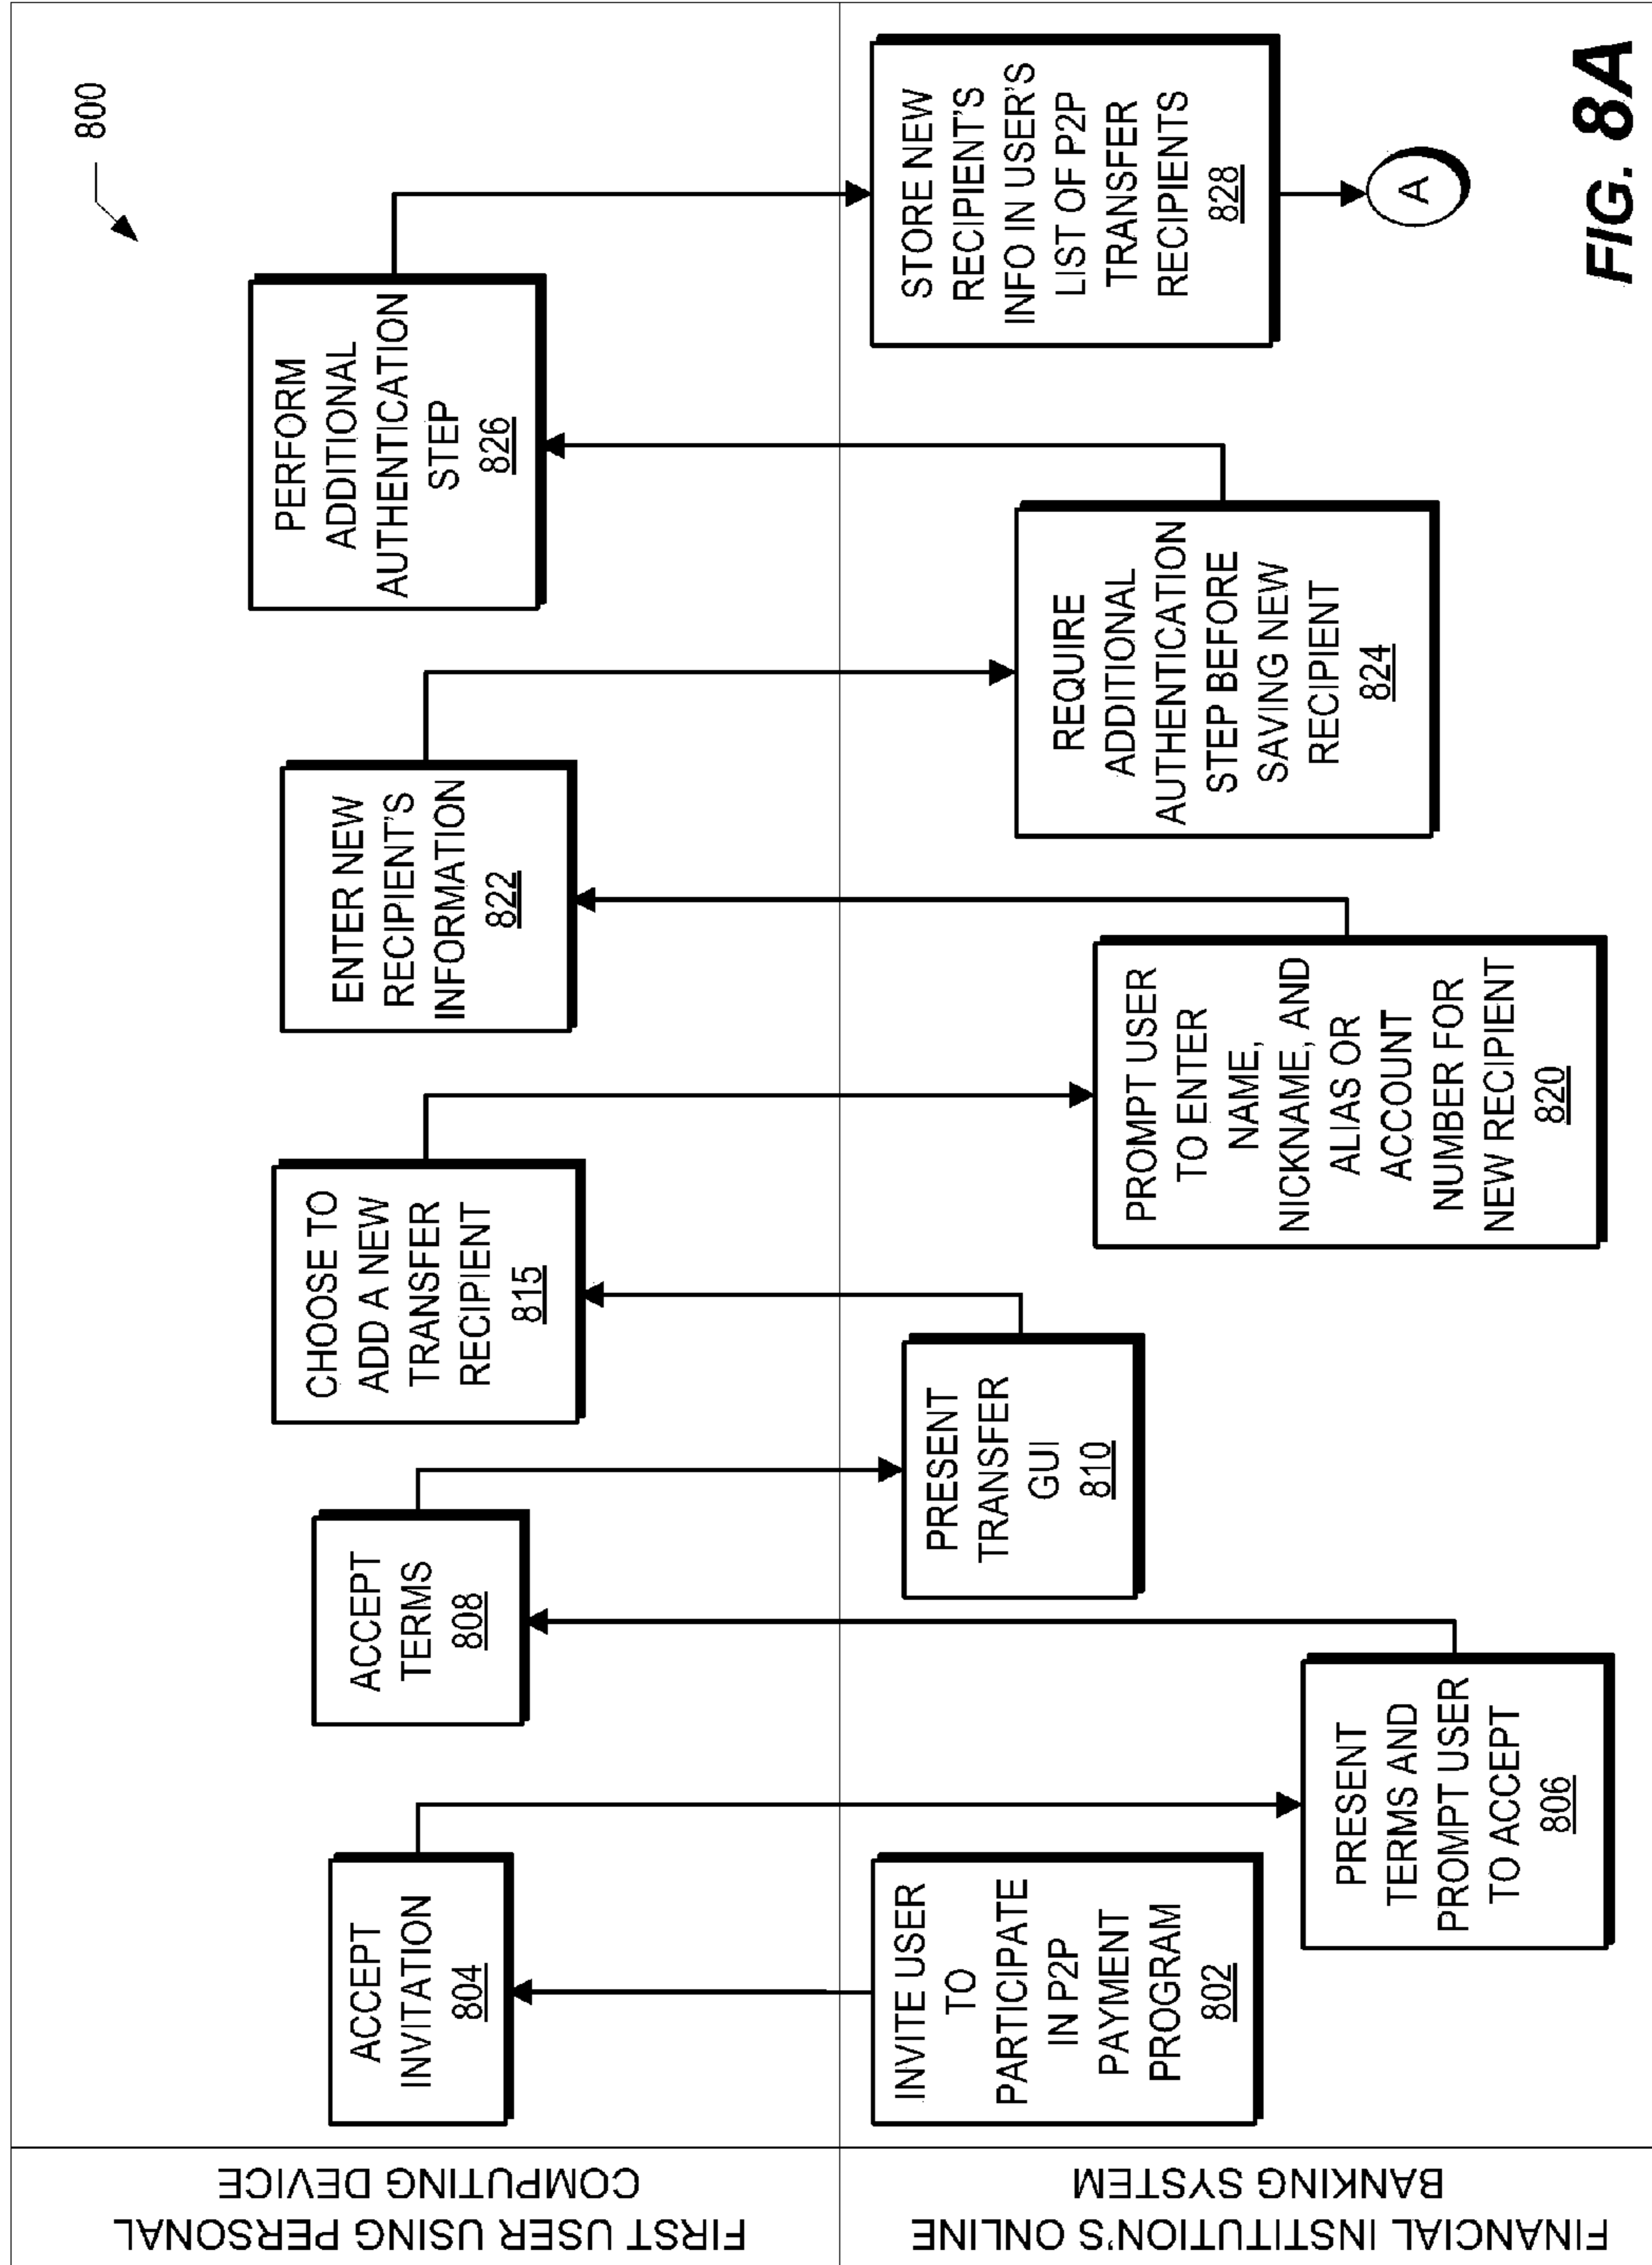 800
FIRST USER USING PERSONAL
COMPUTING DEVICE
FINANCIAL INSTITUTION'S ONLINE
BANKING SYSTEM
INVITE USER
TO
PARTICIPATE
IN P2P
PAYMENT
PROGRAM
802
ACCEPT
INVITATION
804
PRESENT
TERMS AND
PROMPT USER
TO ACCEPT
806
ACCEPT
TERMS
808
PRESENT
TRANSFER
GUI
810
CHOOSE TO
ADD A NEW
TRANSFER
RECIPIENT
815
PROMPT USER
TO ENTER
NAME,
NICKNAME, AND
ALIAS OR
ACCOUNT
NUMBER FOR
NEW RECIPIENT
820
ENTER NEW
RECIPIENT'S
INFORMATION
822
REQUIRE
ADDITIONAL
AUTHENTICATION
STEP BEFORE
SAVING NEW
RECIPIENT
824
PERFORM
ADDITIONAL
AUTHENTICATION
STEP
826
STORE NEW
RECIPIENT'S
INFO IN USER'S
LIST OF P2P
TRANSFER
RECIPIENTS
828
A
FIG. 8A